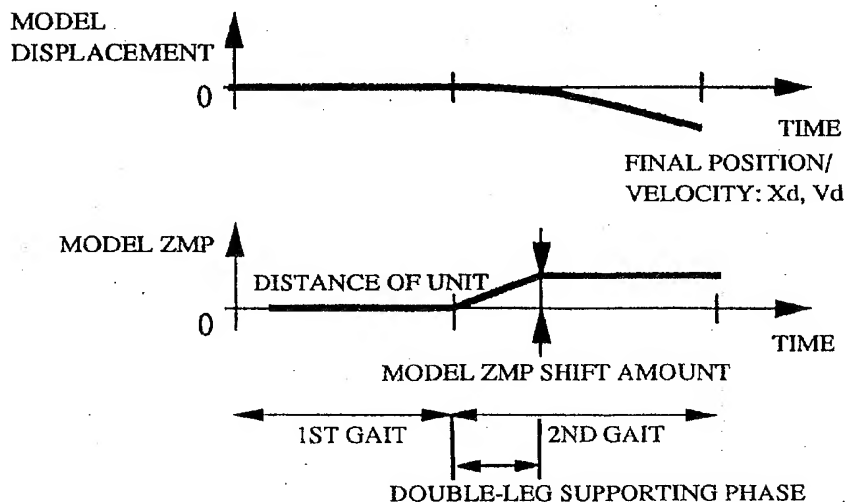 MODEL
DISPLACEMENT
0
TIME
FINAL POSITION/
VELOCITY: Xd, Vd
MODEL ZMP
DISTANCE OF UNIT
0
TIME
MODEL ZMP SHIFT AMOUNT
1ST GAIT
2ND GAIT
DOUBLE-LEG SUPPORTING PHASE